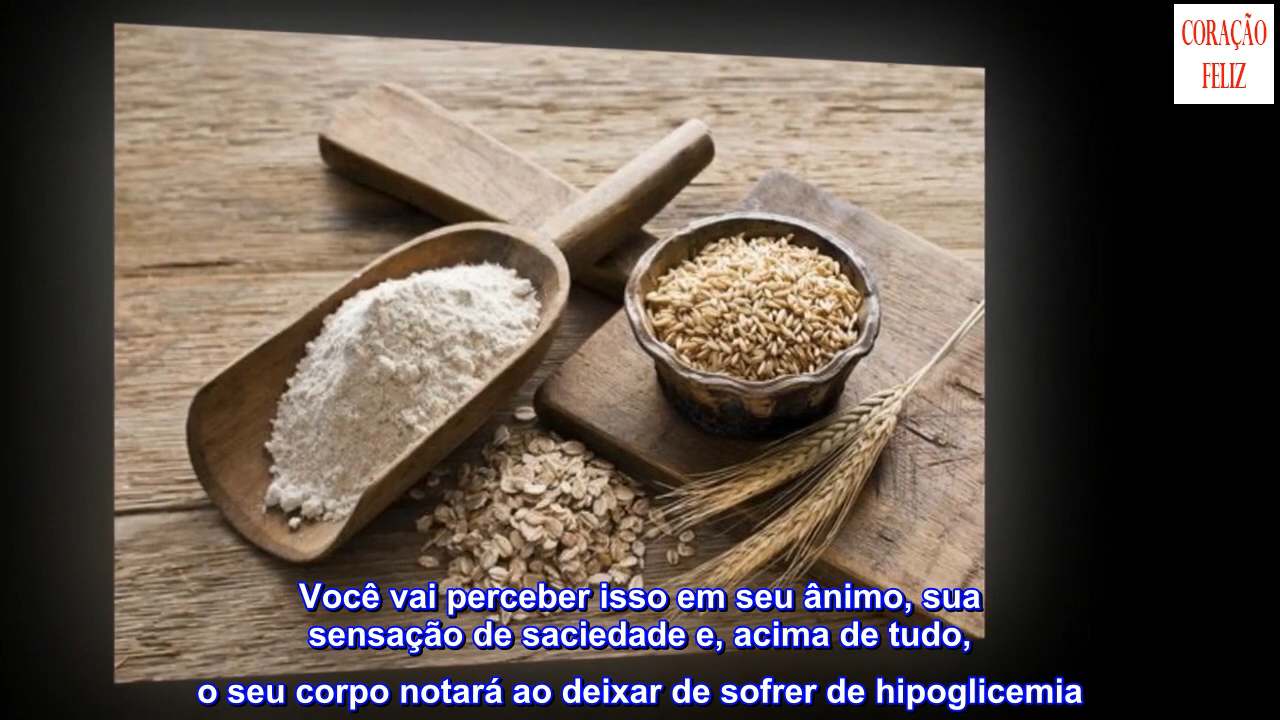 CORAÇÃO
FELIZ
Você vai perceber isso em seu ânimo, sua
sensação de saciedade e, acima de tudo,
o seu corpo notará ao deixar de sofrer de hipoglicemia